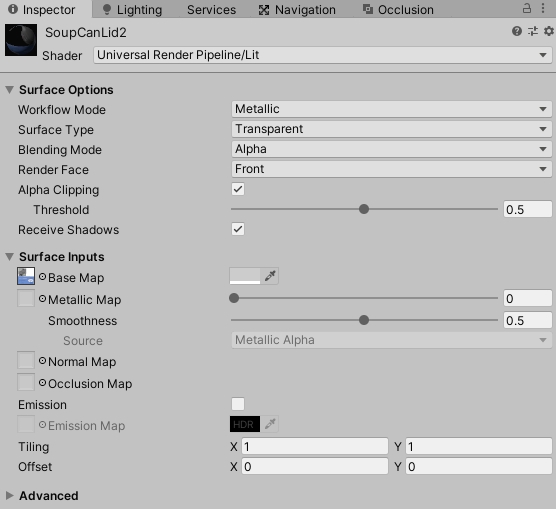 Inspector Lighting Services Navigation Occlusion
SoupCanLid2
Shader Universal Render Pipeline/Lit
Surface Options
Workflow Mode Metallic
Surface Type Transparent
Blending Mode Alpha
Render Face Front
Alpha Clipping
Threshold 0.5
Receive Shadows
Surface Inputs
Base Map
Metallic Map 0
Smoothness 0.5
Source Metallic Alpha
Normal Map
Occlusion Map
Emission
Emission Map HDR
Tiling X 1 Y 1
Offset X 0 Y 0
Advanced